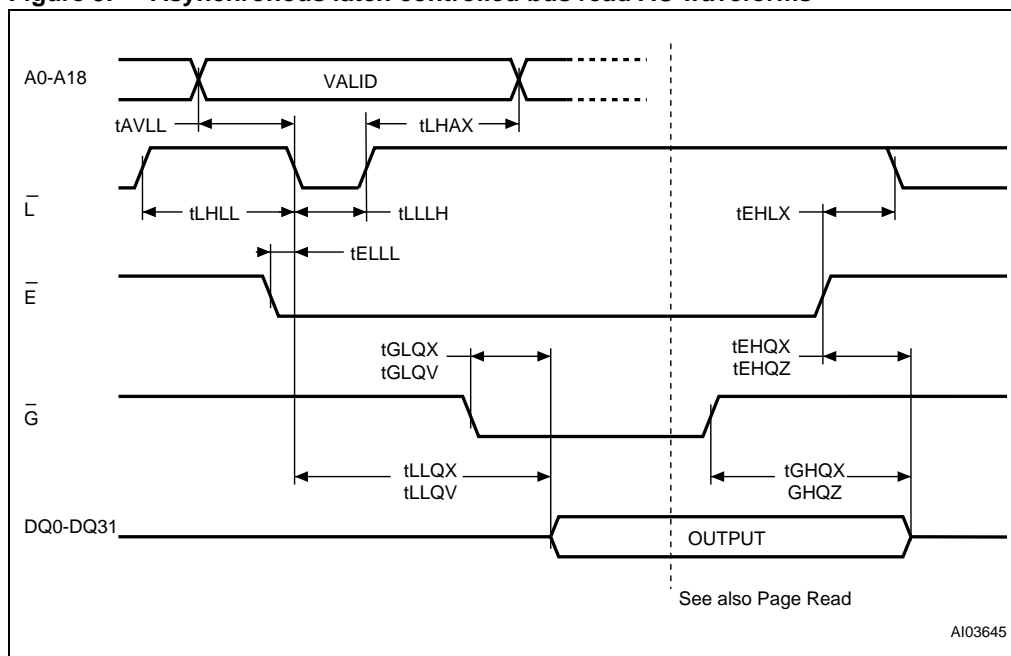 Figure Asynchronous latch controlled bus read AC waveforms
A0-A18
VALID
tAVLL
tLHAX
L
tLHLL
tLLLH
tEHLX
tELLL
E
tGLQX
tGLQV
tEHQX
tEHQZ
G
tLLQX
tLLQV
tGHQX
GHQZ
DQ0-DQ31
OUTPUT
See also Page Read
AI03645